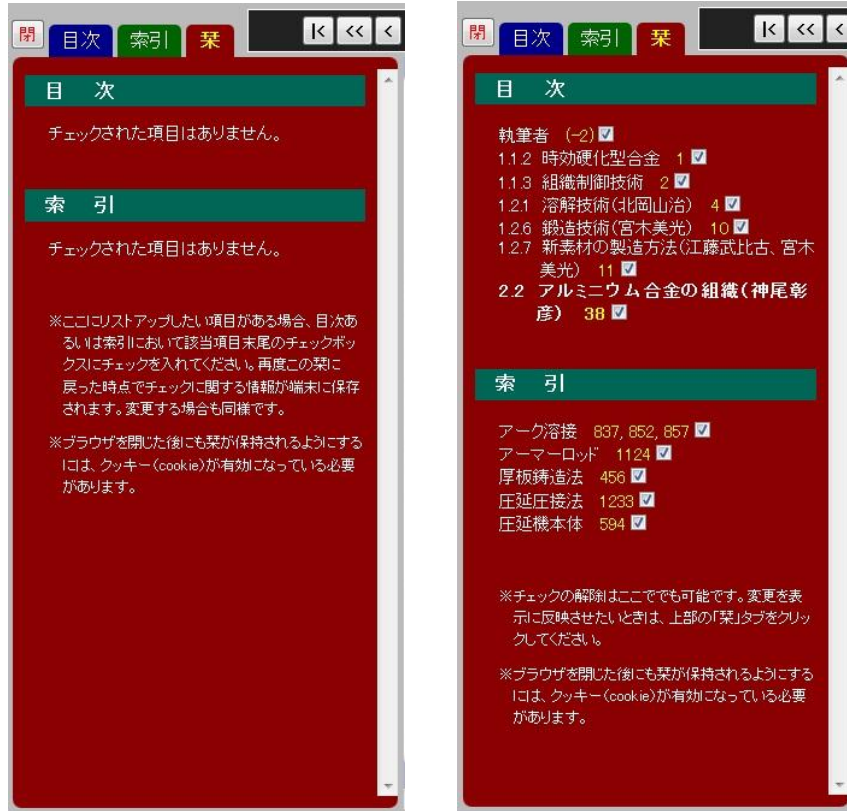 閉 目次 索引 栞 |< << <
目 次
チェックされた項目はありません。
索 引
チェックされた項目はありません。
※ここにリストアップしたい項目がある場合、目次あ
るいは索引において該当項目末尾のチェックボッ
クスにチェックを入れてください。再度この栞に
戻った時点でチェックに関する情報が端末に保存
されます。変更する場合も同様です。
※ブラウザを閉じた後にも栞が保持されるようにする
には、クッキー(cookie)が有効になっている必要
があります。
閉 目次 索引 栞 |< << <
目 次
執筆者 (-2)
1.1.2 時効硬化型合金 1
1.1.3 組織制御技術 2
1.2.1 溶解技術(北岡山治) 4
1.2.6 鍛造技術(宮木美光) 10
1.2.7 新素材の製造方法(江藤武比古、宮木
美光) 11
2.2 アルミニウム合金の組織(神尾彰
彦) 38
索 引
アーク溶接 837, 852, 857
アーマーロッド 1124
厚板鋳造法 456
圧延圧接法 1233
圧延機本体 594
※チェックの解除はここででも可能です。変更を表
示に反映させたいときは、上部の「栞」タブをクリッ
クしてください。
※ブラウザを閉じた後にも栞が保持されるようにする
には、クッキー(cookie)が有効になっている必要
があります。